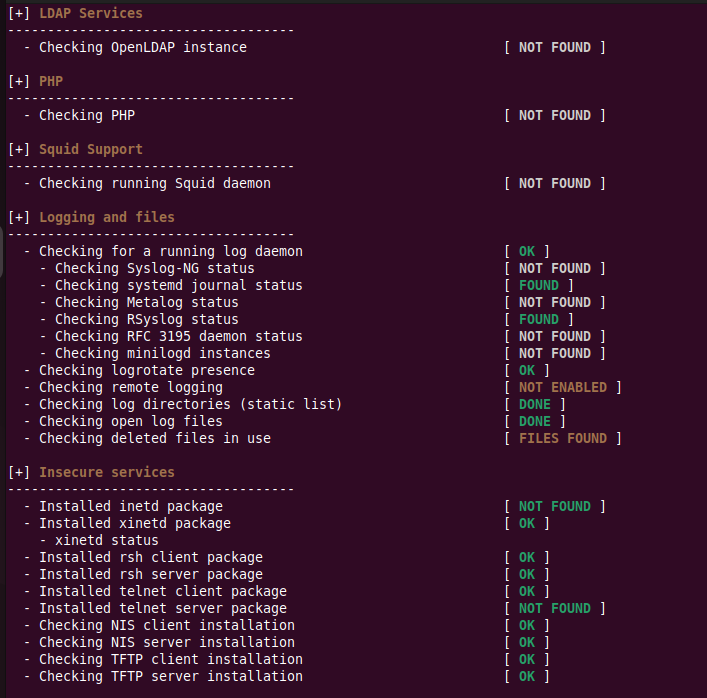 [+] LDAP Services
------------------------------------
- Checking OpenLDAP instance [ NOT FOUND ]
[+] PHP
------------------------------------
- Checking PHP [ NOT FOUND ]
[+] Squid Support
------------------------------------
- Checking running Squid daemon [ NOT FOUND ]
[+] Logging and files
------------------------------------
- Checking for a running log daemon [ OK ]
- Checking Syslog-NG status [ NOT FOUND ]
- Checking systemd journal status [ FOUND ]
- Checking Metalog status [ NOT FOUND ]
- Checking RSyslog status [ FOUND ]
- Checking RFC 3195 daemon status [ NOT FOUND ]
- Checking minilogd instances [ NOT FOUND ]
- Checking logrotate presence [ OK ]
- Checking remote logging [ NOT ENABLED ]
- Checking log directories (static list) [ DONE ]
- Checking open log files [ DONE ]
- Checking deleted files in use [ FILES FOUND ]
[+] Insecure services
------------------------------------
- Installed inetd package [ NOT FOUND ]
- Installed xinetd package [ OK ]
- xinetd status
- Installed rsh client package [ OK ]
- Installed rsh server package [ OK ]
- Installed telnet client package [ OK ]
- Installed telnet server package [ NOT FOUND ]
- Checking NIS client installation [ OK ]
- Checking NIS server installation [ OK ]
- Checking TFTP client installation [ OK ]
- Checking TFTP server installation [ OK ]